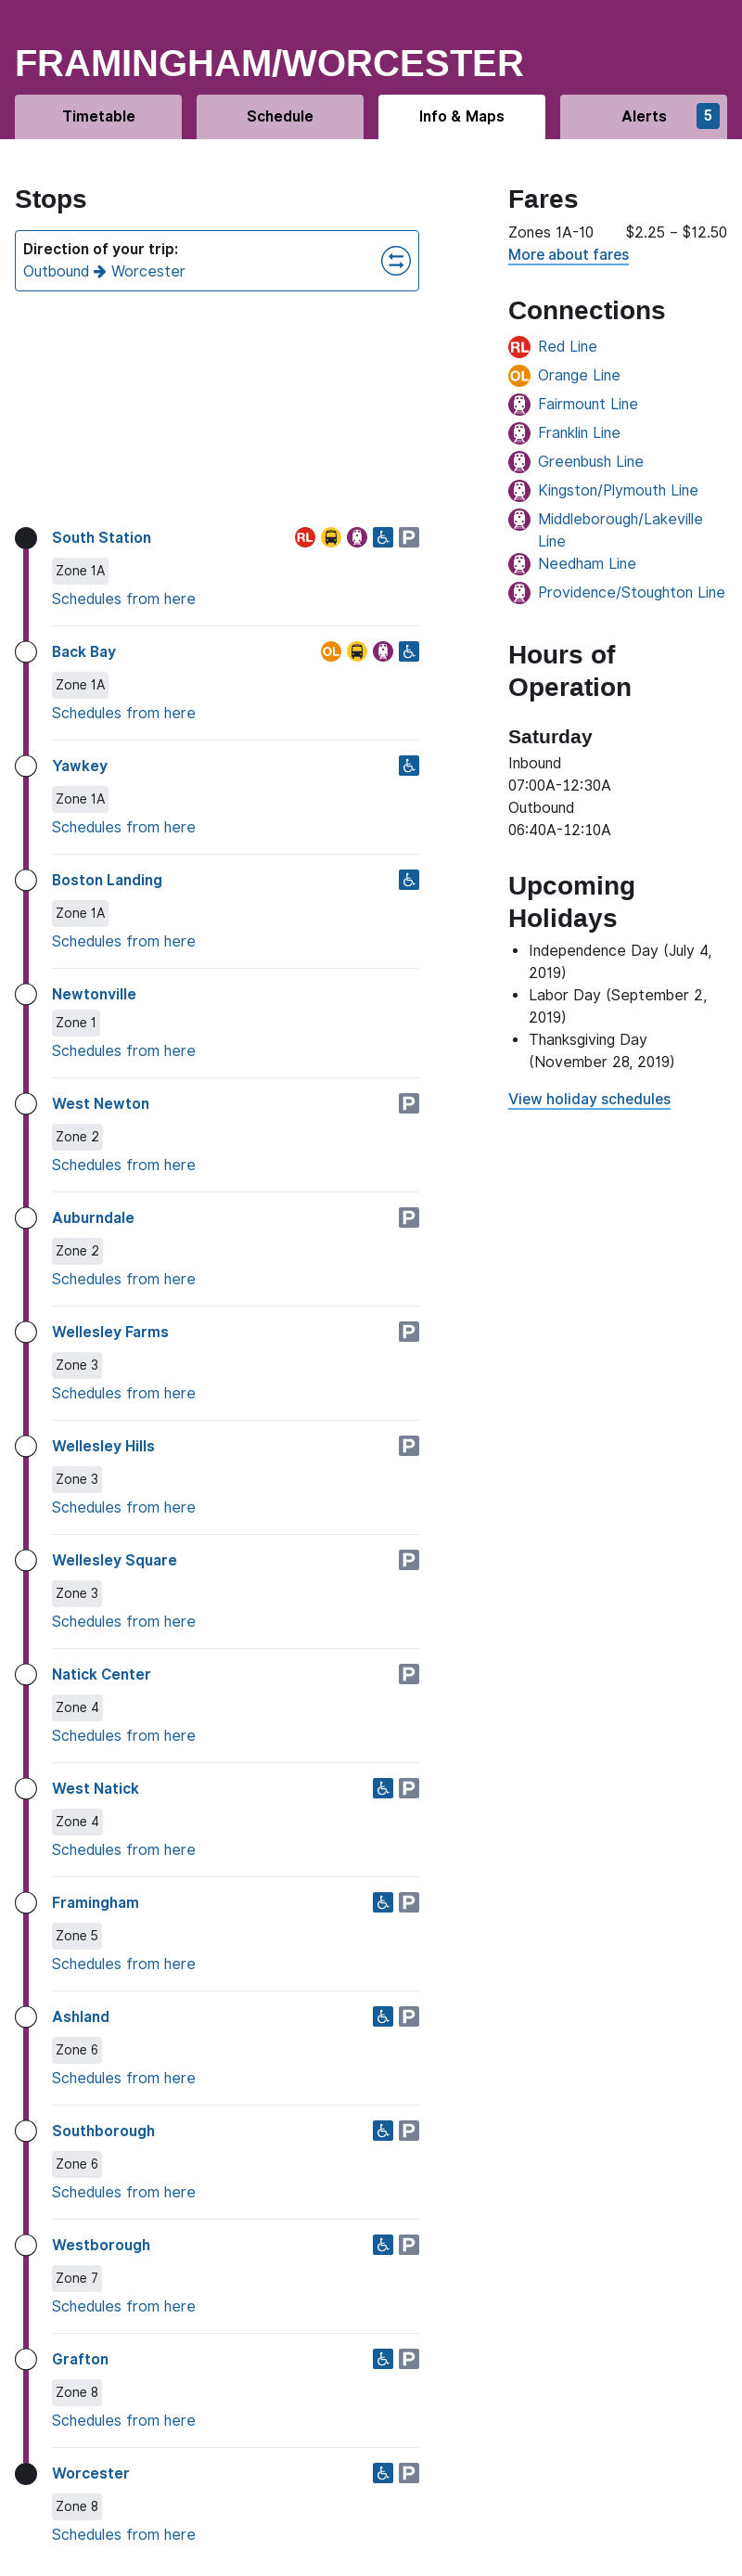 FRAMINGHAM/WORCESTER
Timetable
Schedule
Info & Maps
Alerts
5
Stops
Direction of your trip:
Outbound → Worcester
South Station
RL
P
Zone 1A
Schedules from here
Back Bay
OL
Zone 1A
Schedules from here
Yawkey
Zone 1A
Schedules from here
Boston Landing
Zone 1A
Schedules from here
Newtonville
Zone 1
Schedules from here
West Newton
P
Zone 2
Schedules from here
Auburndale
P
Zone 2
Schedules from here
Wellesley Farms
P
Zone 3
Schedules from here
Wellesley Hills
P
Zone 3
Schedules from here
Wellesley Square
P
Zone 3
Schedules from here
Natick Center
P
Zone 4
Schedules from here
West Natick
P
Zone 4
Schedules from here
Framingham
P
Zone 5
Schedules from here
Ashland
P
Zone 6
Schedules from here
Southborough
P
Zone 6
Schedules from here
Westborough
P
Zone 7
Schedules from here
Grafton
P
Zone 8
Schedules from here
Worcester
P
Zone 8
Schedules from here
Fares
Zones 1A-10 $2.25 – $12.50
More about fares
Connections
RL Red Line
OL Orange Line
Fairmount Line
Franklin Line
Greenbush Line
Kingston/Plymouth Line
Middleborough/Lakeville
Line
Needham Line
Providence/Stoughton Line
Hours of
Operation
Saturday
Inbound
07:00A-12:30A
Outbound
06:40A-12:10A
Upcoming
Holidays
• Independence Day (July 4,
2019)
• Labor Day (September 2,
2019)
• Thanksgiving Day
(November 28, 2019)
View holiday schedules